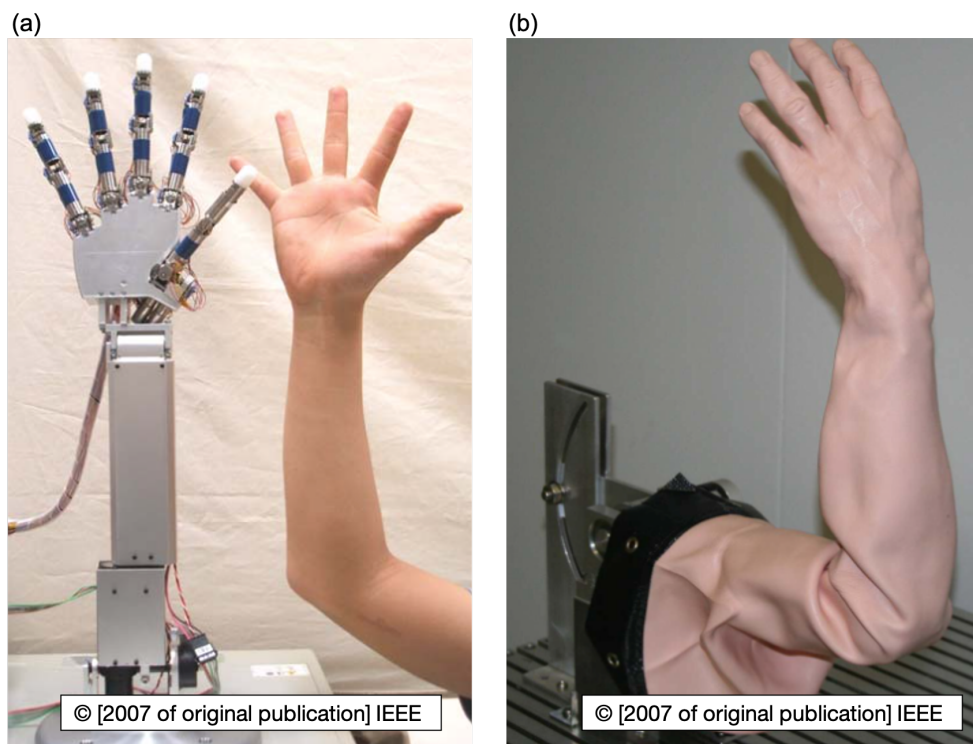 (a)
(b)
© [2007 of original publication] IEEE
© [2007 of original publication] IEEE